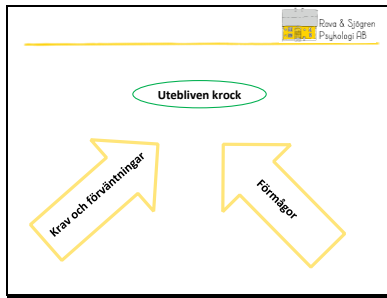 Rova & Sjögren
Psykologi AB
Utebliven krock
Krav och förväntningar
Förmågor